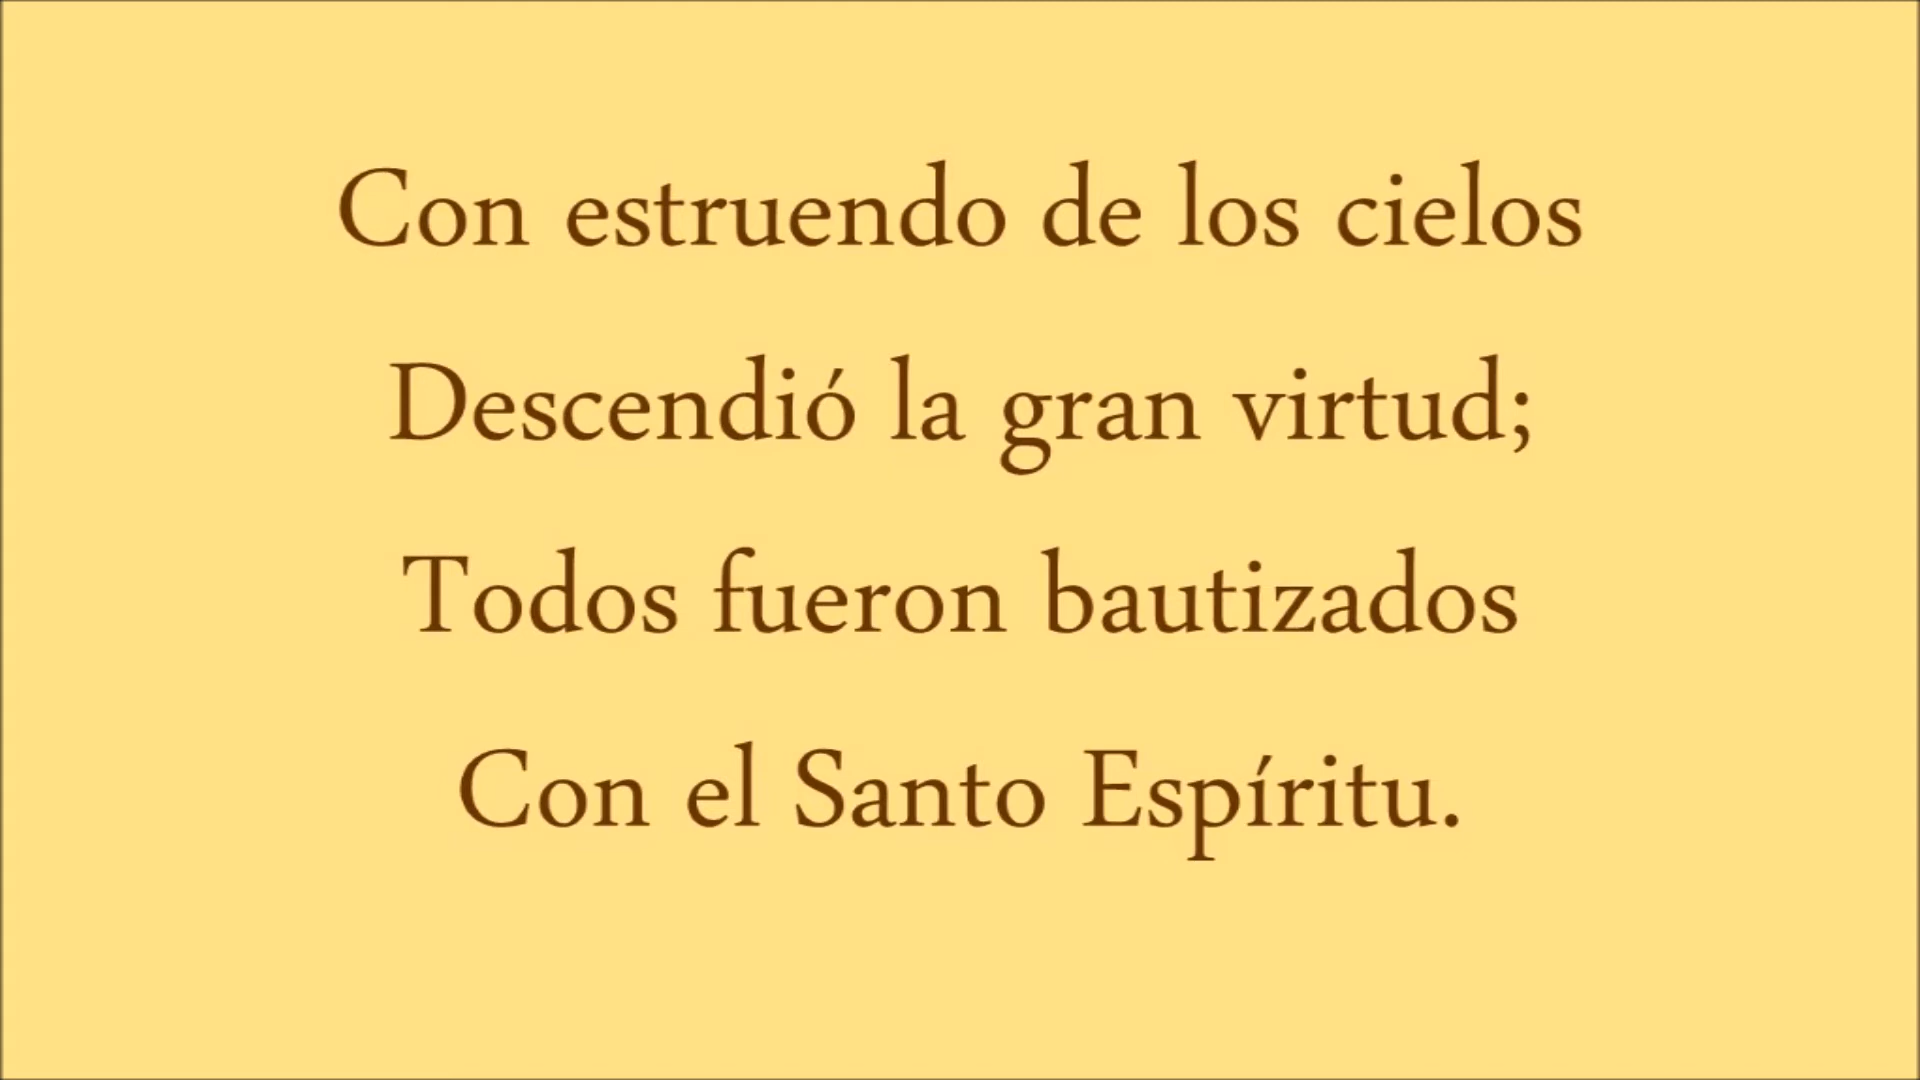 Con estruendo de los cielos
Descendió la gran virtud;
Todos fueron bautizados
Con el Santo Espíritu.